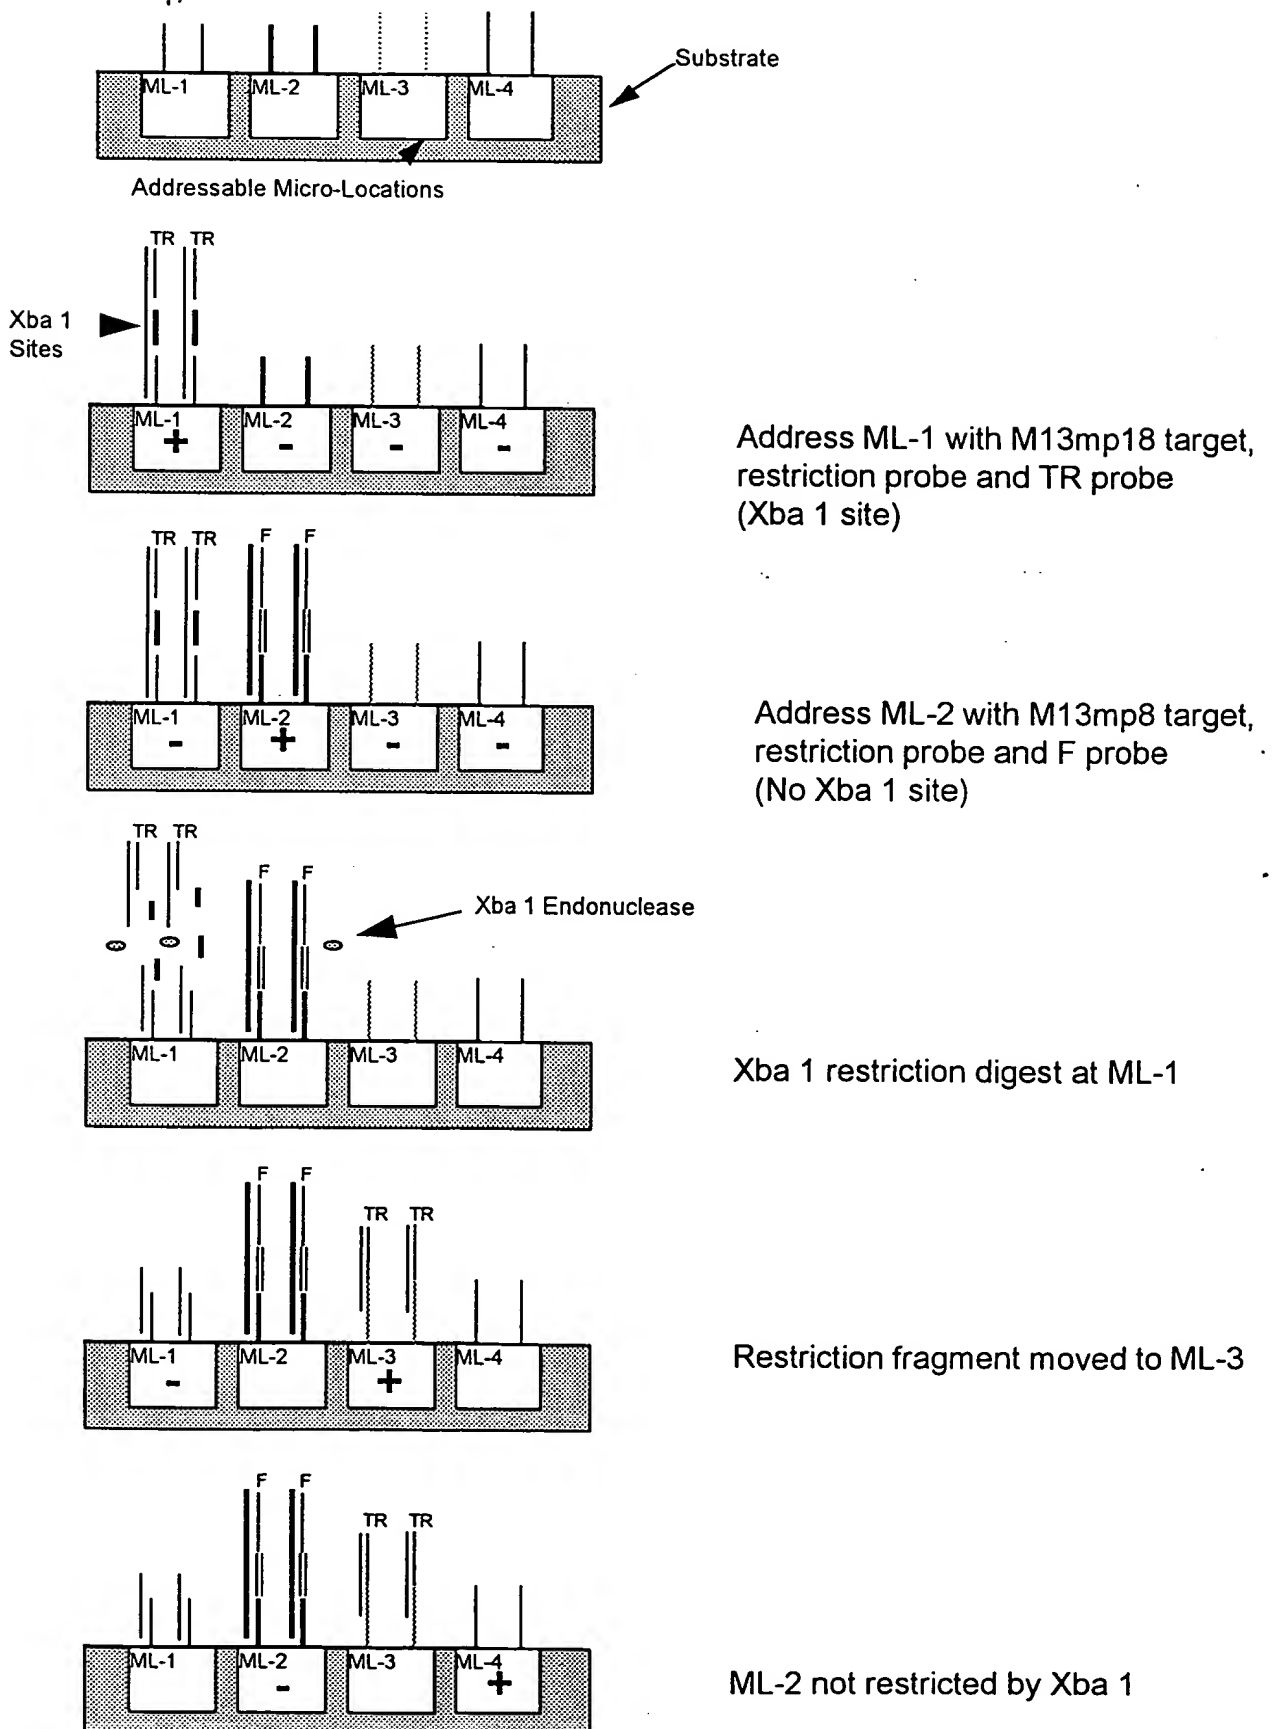 ML-1 ML-2 ML-3 ML-4
Substrate
Addressable Micro-Locations
TR TR
Xba 1
Sites
ML-1 ML-2 ML-3 ML-4
+ - - -
Address ML-1 with M13mp18 target,
restriction probe and TR probe
(Xba 1 site)
TR TR F F
ML-1 ML-2 ML-3 ML-4
- + - -
Address ML-2 with M13mp8 target,
restriction probe and F probe
(No Xba 1 site)
TR TR
F F
Xba 1 Endonuclease
ML-1 ML-2 ML-3 ML-4
Xba 1 restriction digest at ML-1
F F
TR TR
ML-1 ML-2 ML-3 ML-4
- +
Restriction fragment moved to ML-3
F F
TR TR
ML-1 ML-2 ML-3 ML-4
- +
ML-2 not restricted by Xba 1